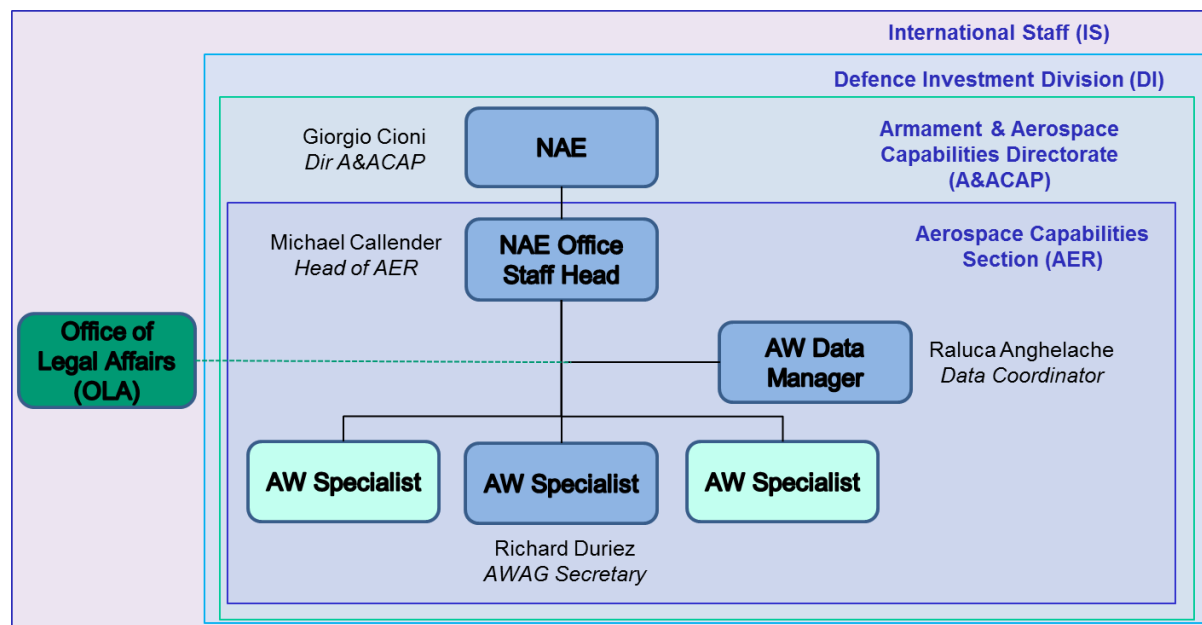 International Staff (IS)
Defence Investment Division (DI)
Giorgio Cioni
Dir A&ACAP
NAE
Armament & Aerospace
Capabilities Directorate
(A&ACAP)
Michael Callender
Head of AER
NAE Office
Staff Head
Aerospace Capabilities
Section (AER)
Office of
Legal Affairs
(OLA)
AW Data
Manager
Raluca Anghelache
Data Coordinator
AW Specialist
AW Specialist
AW Specialist
Richard Duriez
AWAG Secretary